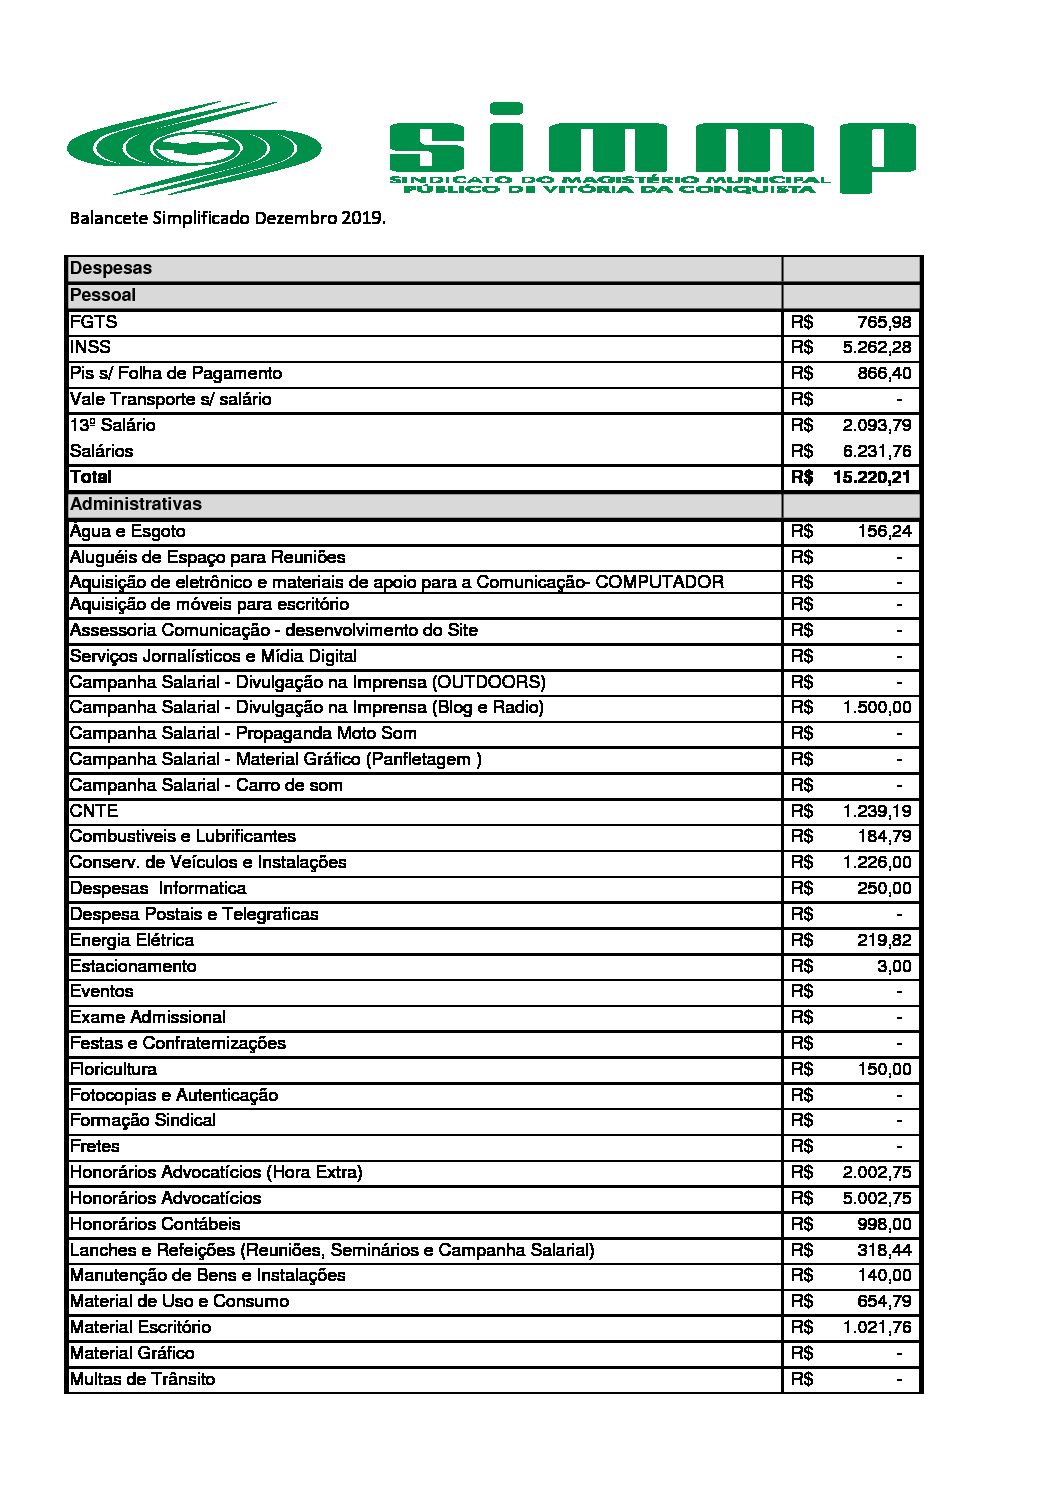 simmp
SINDICATO DO MAGISTÉRIO MUNICIPAL
PÚBLICO DE VITÓRIA DA CONQUISTA
Balancete Simplificado Dezembro 2019.
Despesas
Pessoal
FGTS R$ 765,98
INSS R$ 5.262,28
Pis s/ Folha de Pagamento R$ 866,40
Vale Transporte s/ salário R$ -
13º Salário R$ 2.093,79
Salários R$ 6.231,76
Total R$ 15.220,21
Administrativas
Água e Esgoto R$ 156,24
Aluguéis de Espaço para Reuniões R$ -
Aquisição de eletrônico e materiais de apoio para a Comunicação- COMPUTADOR R$ -
Aquisição de móveis para escritório R$ -
Assessoria Comunicação - desenvolvimento do Site R$ -
Serviços Jornalísticos e Mídia Digital R$ -
Campanha Salarial - Divulgação na Imprensa (OUTDOORS) R$ -
Campanha Salarial - Divulgação na Imprensa (Blog e Radio) R$ 1.500,00
Campanha Salarial - Propaganda Moto Som R$ -
Campanha Salarial - Material Gráfico (Panfletagem ) R$ -
Campanha Salarial - Carro de som R$ -
CNTE R$ 1.239,19
Combustiveis e Lubrificantes R$ 184,79
Conserv. de Veículos e Instalações R$ 1.226,00
Despesas  Informatica R$ 250,00
Despesa Postais e Telegraficas R$ -
Energia Elétrica R$ 219,82
Estacionamento R$ 3,00
Eventos R$ -
Exame Admissional R$ -
Festas e Confraternizações R$ -
Floricultura R$ 150,00
Fotocopias e Autenticação R$ -
Formação Sindical R$ -
Fretes R$ -
Honorários Advocatícios (Hora Extra) R$ 2.002,75
Honorários Advocatícios R$ 5.002,75
Honorários Contábeis R$ 998,00
Lanches e Refeições (Reuniões, Seminários e Campanha Salarial) R$ 318,44
Manutenção de Bens e Instalações R$ 140,00
Material de Uso e Consumo R$ 654,79
Material Escritório R$ 1.021,76
Material Gráfico R$ -
Multas de Trânsito R$ -